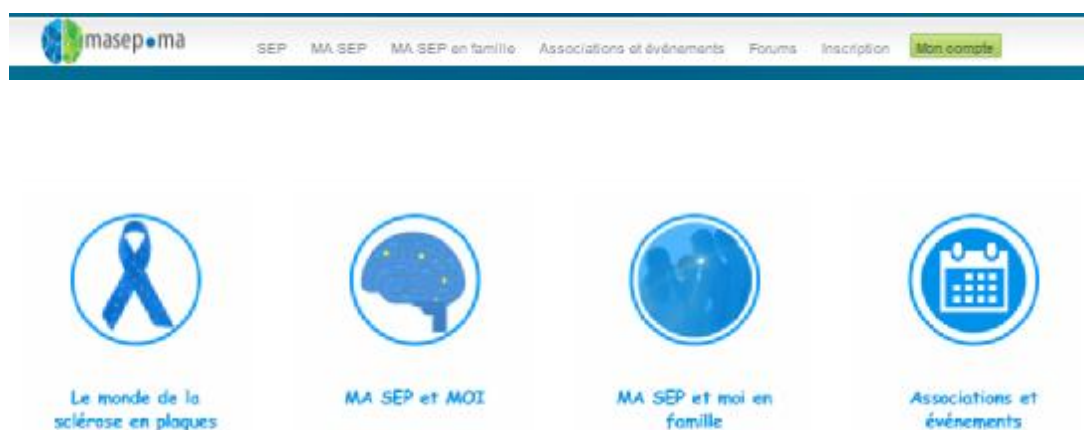 masep•ma
SEP MA SEP MA SEP en famille Associations et événements Forums Inscription Mon compte
Le monde de la
sclérose en plaques
MA SEP et MOI
MA SEP et moi en
famille
Associations et
événements